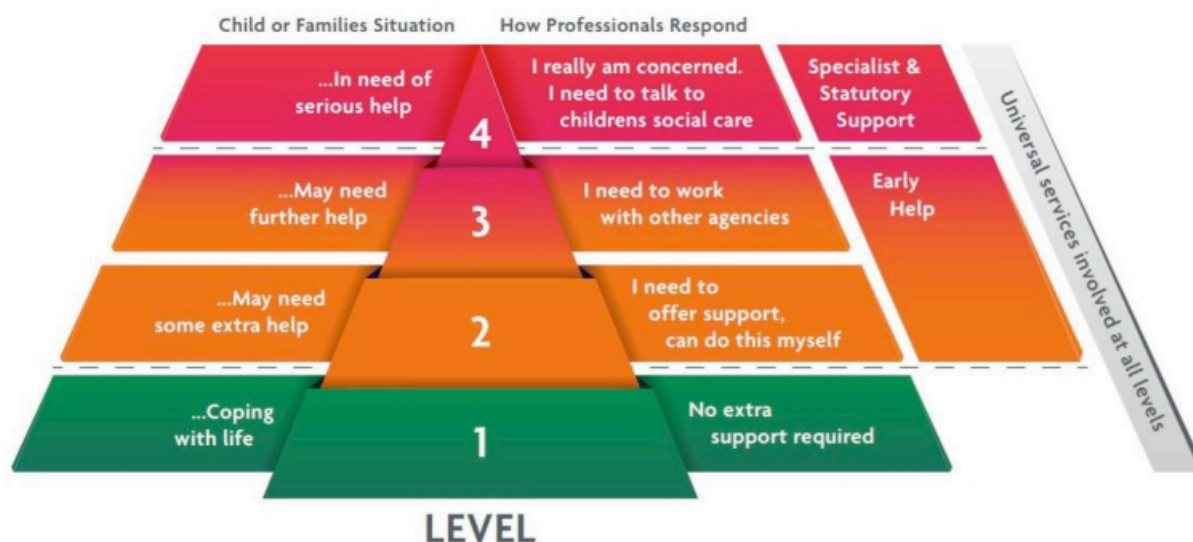 Child or Families Situation
How Professionals Respond
...In need of
serious help
4
I really am concerned.
I need to talk to
childrens social care
Specialist &
Statutory
Support
...May need
further help
3
I need to work
with other agencies
Early
Help
...May need
some extra help
2
I need to
offer support,
can do this myself
...Coping
with life
1
No extra
support required
Universal services involved at all levels
LEVEL